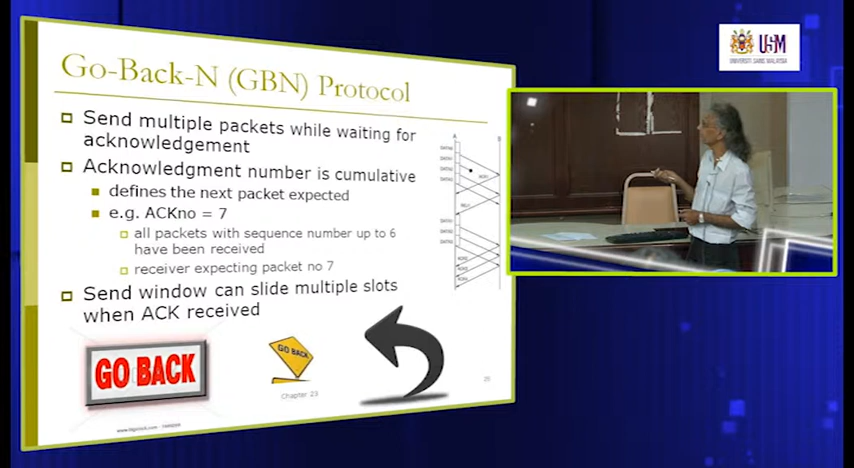 Go-Back-N (GBN) Protocol
Send multiple packets while waiting for
acknowledgement
Acknowledgment number is cumulative
defines the next packet expected
e.g. ACKno = 7
all packets with sequence number up to 6
have been received
receiver expecting packet no 7
Send window can slide multiple slots
when ACK received
A
B
GO BACK
GO BACK
Chapter 23
25
USM
UNIVERSITI SAINS MALAYSIA